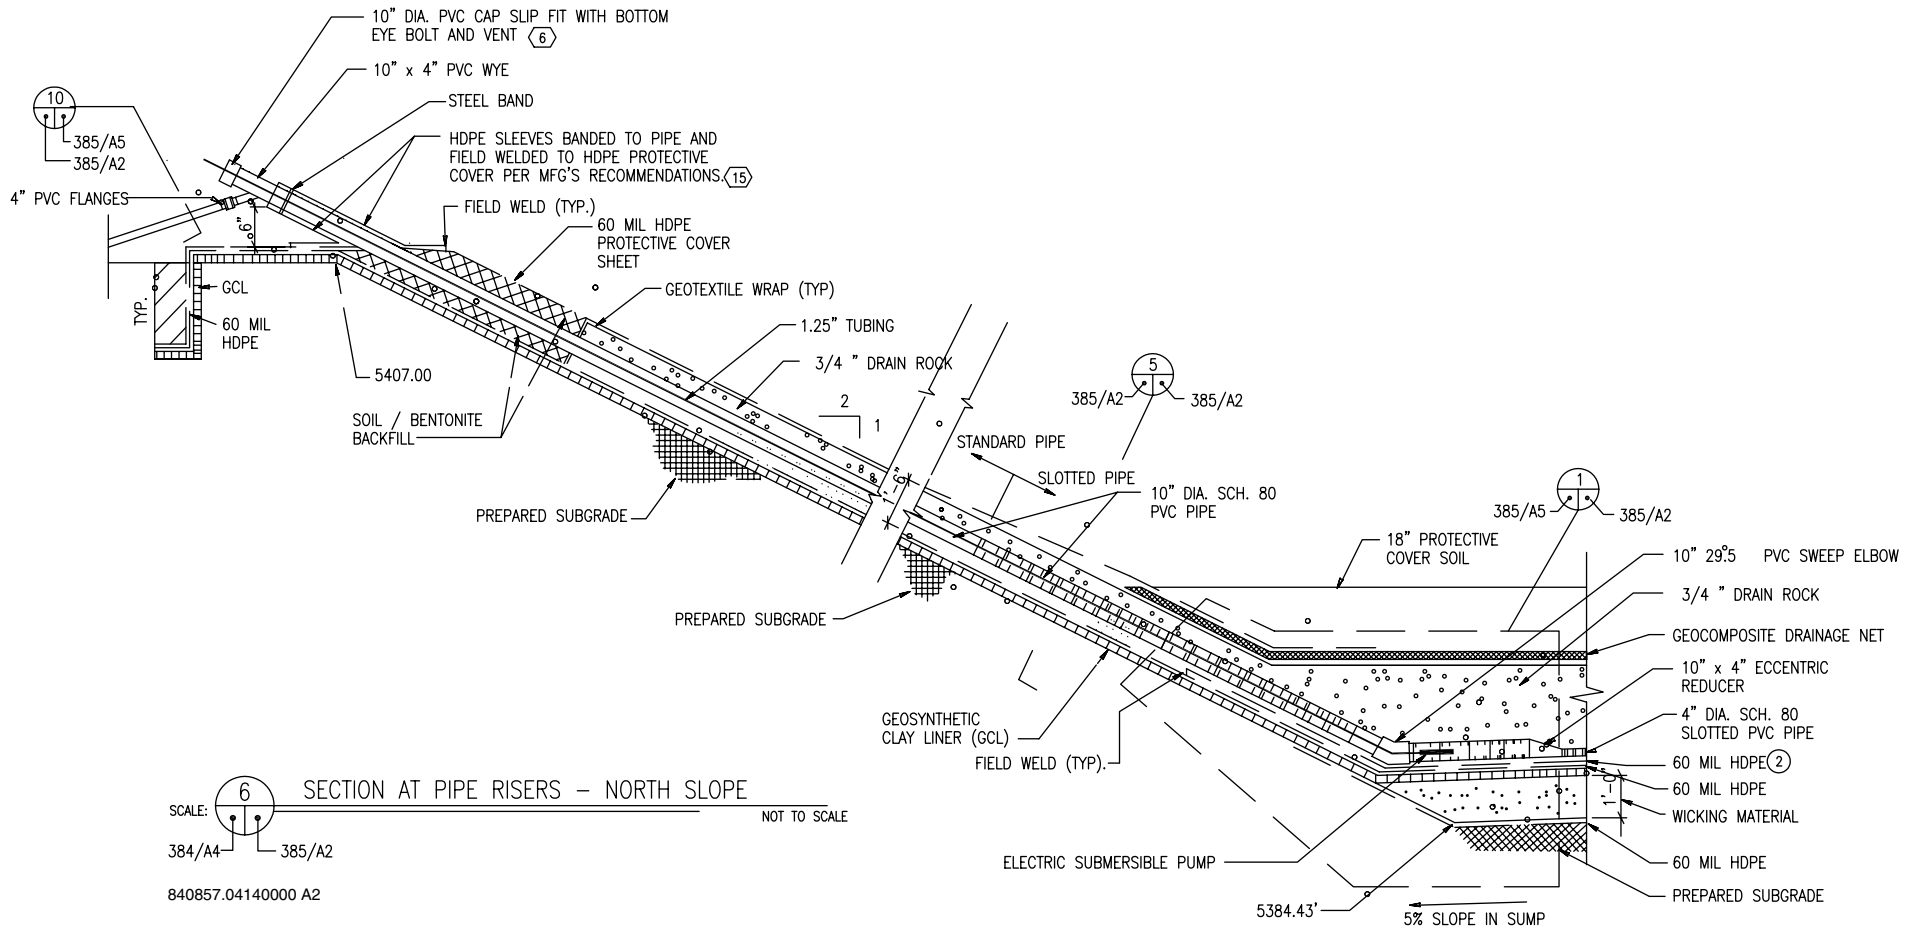 10" DIA. PVC CAP SLIP FIT WITH BOTTOM
EYE BOLT AND VENT 6
10" x 4" PVC WYE
STEEL BAND
10
385/A5
385/A2
HDPE SLEEVES BANDED TO PIPE AND
FIELD WELDED TO HDPE PROTECTIVE
COVER PER MFG'S RECOMMENDATIONS. 15
4" PVC FLANGES
6"
FIELD WELD (TYP.)
60 MIL HDPE
PROTECTIVE COVER
SHEET
GEOTEXTILE WRAP (TYP)
TYP.
GCL
60 MIL
HDPE
1.25" TUBING
3/4 " DRAIN ROCK
5407.00
2
1
SOIL / BENTONITE
BACKFILL
5
385/A2
385/A2
STANDARD PIPE
SLOTTED PIPE
1'-6"
10" DIA. SCH. 80
PVC PIPE
PREPARED SUBGRADE
1
385/A5
385/A2
18" PROTECTIVE
COVER SOIL
10" 29.5° PVC SWEEP ELBOW
3/4 " DRAIN ROCK
PREPARED SUBGRADE
GEOCOMPOSITE DRAINAGE NET
10" x 4" ECCENTRIC
REDUCER
4" DIA. SCH. 80
SLOTTED PVC PIPE
GEOSYNTHETIC
CLAY LINER (GCL)
FIELD WELD (TYP).
60 MIL HDPE 2
60 MIL HDPE
1'-0"
WICKING MATERIAL
ELECTRIC SUBMERSIBLE PUMP
60 MIL HDPE
PREPARED SUBGRADE
5384.43'
5% SLOPE IN SUMP
6
SECTION AT PIPE RISERS – NORTH SLOPE
SCALE:
NOT TO SCALE
384/A4
385/A2
840857.04140000 A2